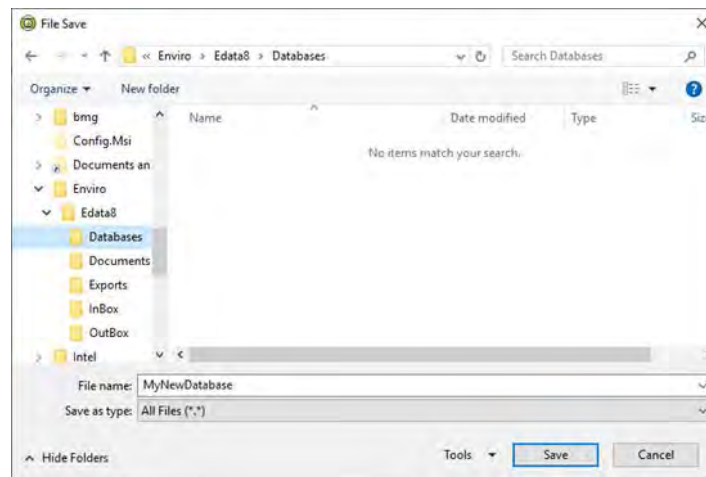 File Save
« Enviro > Edata8 > Databases
Search Databases
Organize
New folder
Name
Date modified
Type
bmg
Config.Msi
Documents an
Enviro
Edata8
Databases
Documents
Exports
InBox
OutBox
Intel
No items match your search.
File name: MyNewDatabase
Save as type: All Files (*.*)
Hide Folders
Tools
Save
Cancel